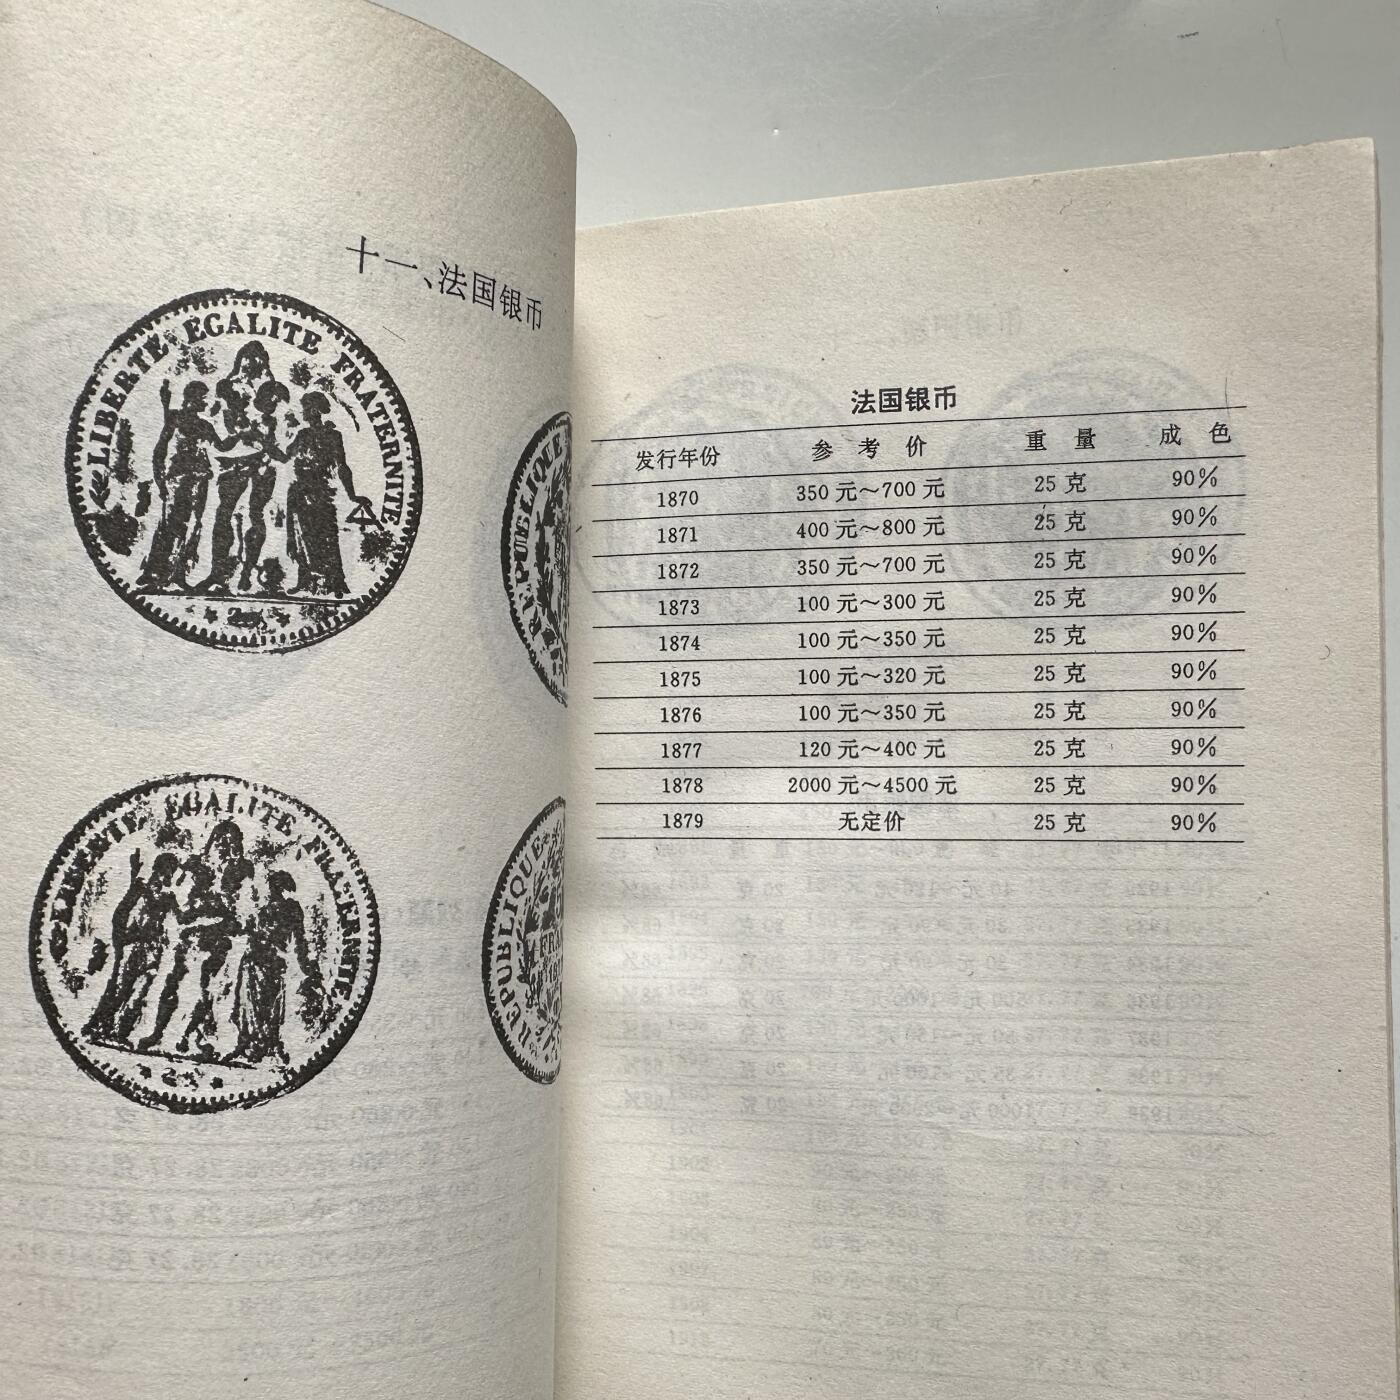 十一、法国银币
LIBERTE EGALITE FRATERNITE
REPUBLIQUE
LIBERTE EGALITE FRATERNITE
REPUBLIQUE
法国银币
发行年份 参考价 重量 成色
1870 350元～700元 25克 90%
1871 400元～800元 25克 90%
1872 350元～700元 25克 90%
1873 100元～300元 25克 90%
1874 100元～350元 25克 90%
1875 100元～320元 25克 90%
1876 100元～350元 25克 90%
1877 120元～400元 25克 90%
1878 2000元～4500元 25克 90%
1879 无定价 25克 90%